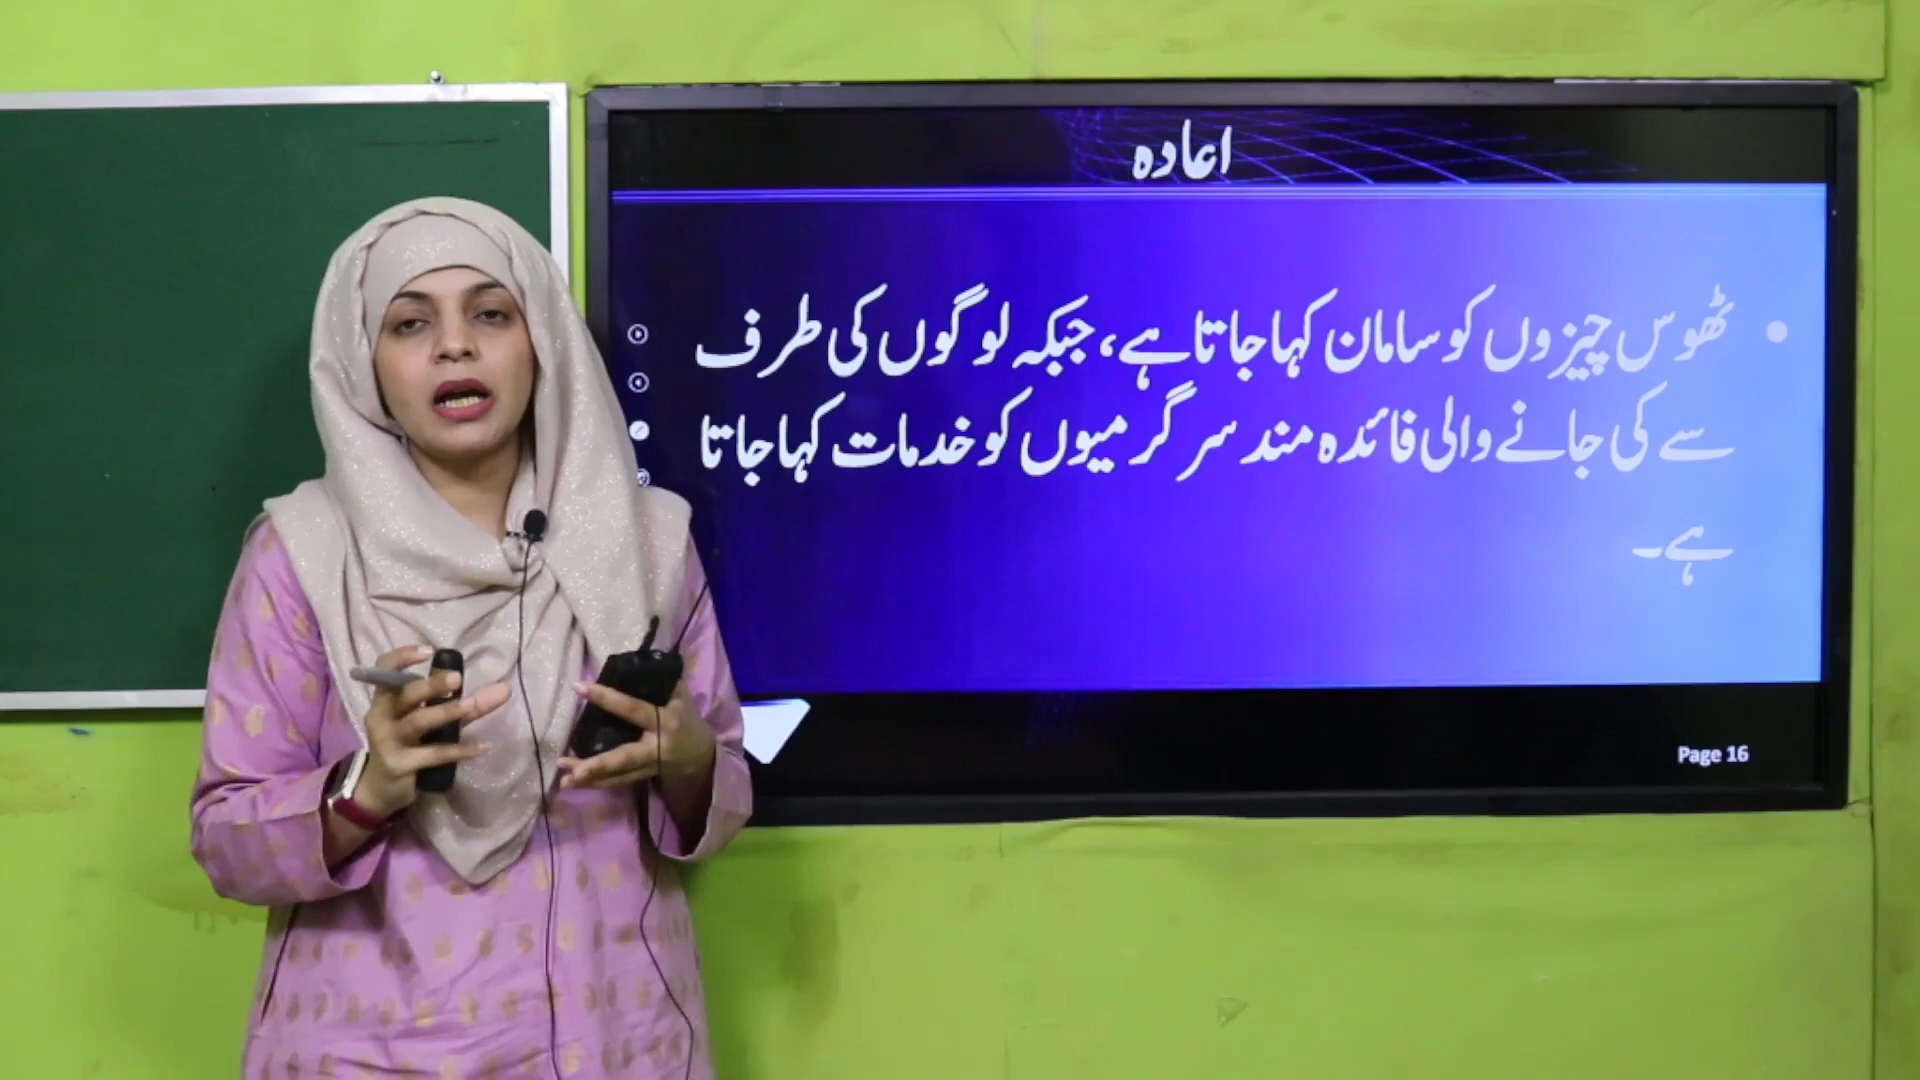 اعادہ
ٹھوس چیزوں کو سامان کہا جاتا ہے، جبکہ لوگوں کی طرف
سے کی جانے والی فائدہ مند سرگرمیوں کو خدمات کہا جاتا
ہے۔
Page 16